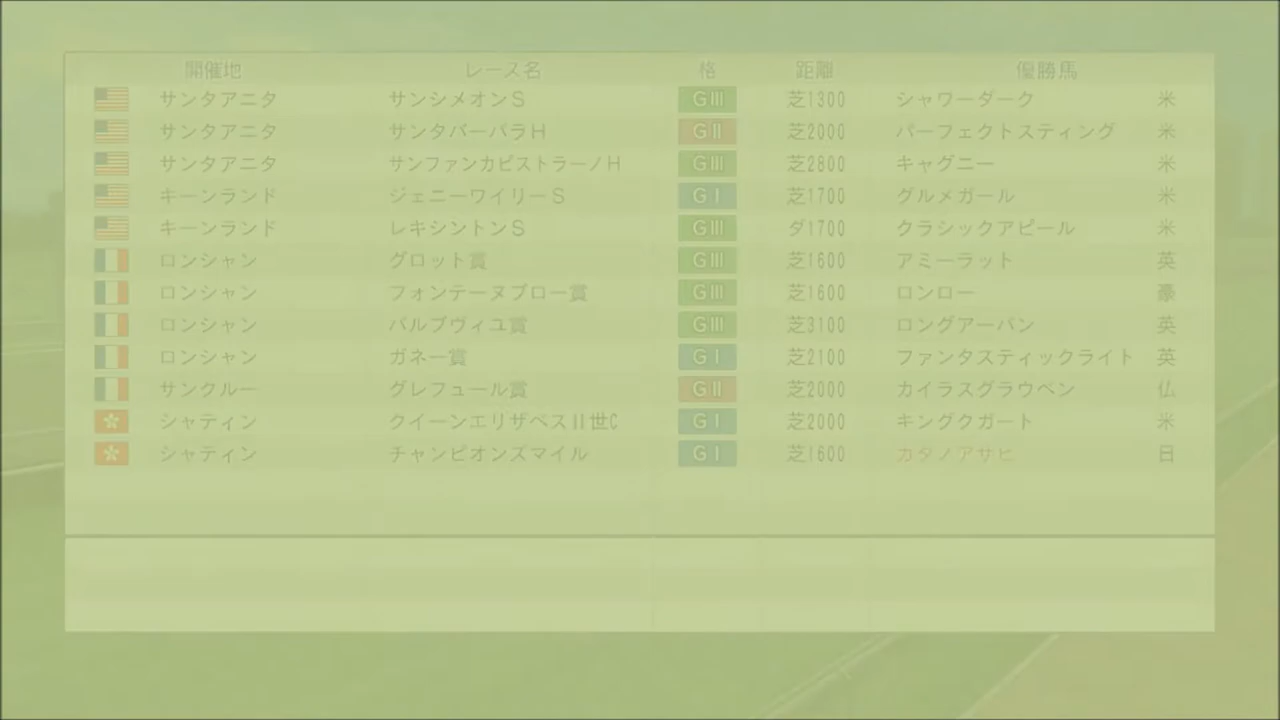 開催地 レース名 格 距離 優勝馬
サンタアニタ サンシメオンS GIII 芝1300 シャワーダーク 米
サンタアニタ サンタバーバラH GII 芝2000 パーフェクトスティング 米
サンタアニタ サンファンカピストラーノH GIII 芝2800 キャグニー 米
キーンランド ジェニーワイリーS GI 芝1700 グルメガール 米
キーンランド レキシントンS GIII ダ1700 クラシックアピール 米
ロンシャン グロット賞 GIII 芝1600 アミーラット 英
ロンシャン フォンテーヌブロー賞 GIII 芝1600 ロンロー 豪
ロンシャン バルブヴィユ賞 GIII 芝3100 ロングアーバン 英
ロンシャン ガネー賞 GI 芝2100 ファンタスティックライト 英
サンクルー グレフュール賞 GII 芝2000 カイラスグラウベン 仏
シャティン クイーンエリザベスII世C GI 芝2000 キングクガート 米
シャティン チャンピオンズマイル GI 芝1600 カタノアサヒ 日